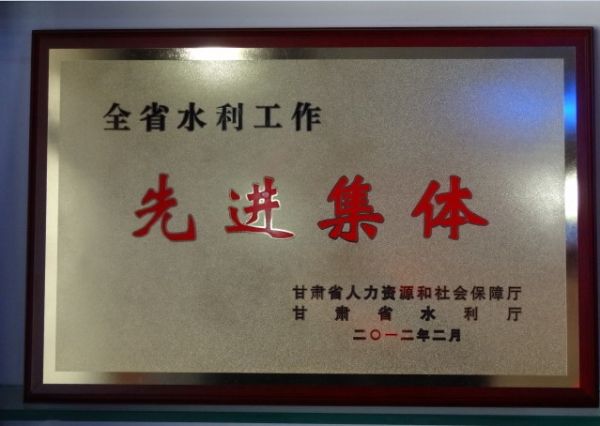 全省水利工作
先进集体
甘肃省人力资源和社会保障厅
甘肃省水利厅
二〇一二年二月